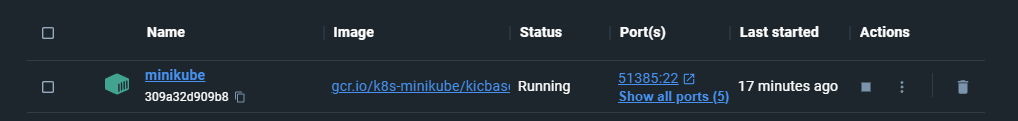 Name Image Status Port(s) Last started Actions
minikube gcr.io/k8s-minikube/kicbas Running 51385:22 17 minutes ago
309a32d909b8 Show all ports (5)